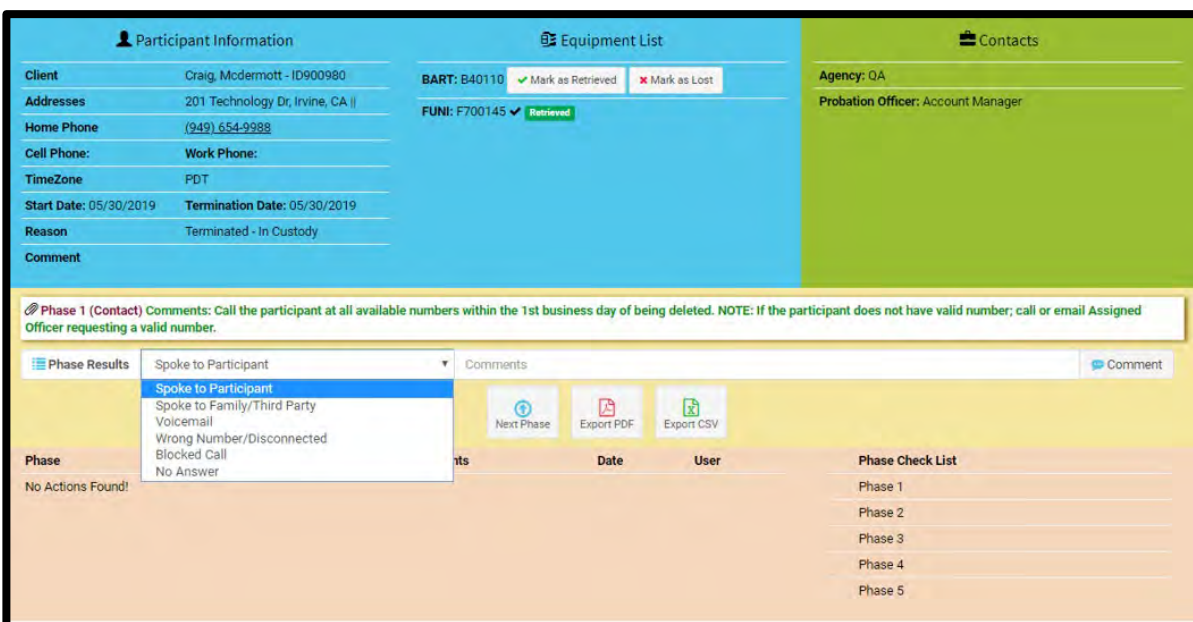 Participant Information
Client Craig, Mcdermott - ID900980
Addresses 201 Technology Dr, Irvine, CA ||
Home Phone (949) 654-9988
Cell Phone: Work Phone:
TimeZone PDT
Start Date: 05/30/2019 Termination Date: 05/30/2019
Reason Terminated - In Custody
Comment
Equipment List
BART: B40110 Mark as Retrieved Mark as Lost
FUNI: F700145 Retrieved
Contacts
Agency: QA
Probation Officer: Account Manager
Phase 1 (Contact) Comments: Call the participant at all available numbers within the 1st business day of being deleted. NOTE: If the participant does not have valid number; call or email Assigned
Officer requesting a valid number.
Phase Results Spoke to Participant Comments Comment
Spoke to Participant
Spoke to Family/Third Party
Voicemail
Wrong Number/Disconnected
Blocked Call
No Answer
Next Phase Export PDF Export CSV
Phase nts Date User
No Actions Found!
Phase Check List
Phase 1
Phase 2
Phase 3
Phase 4
Phase 5